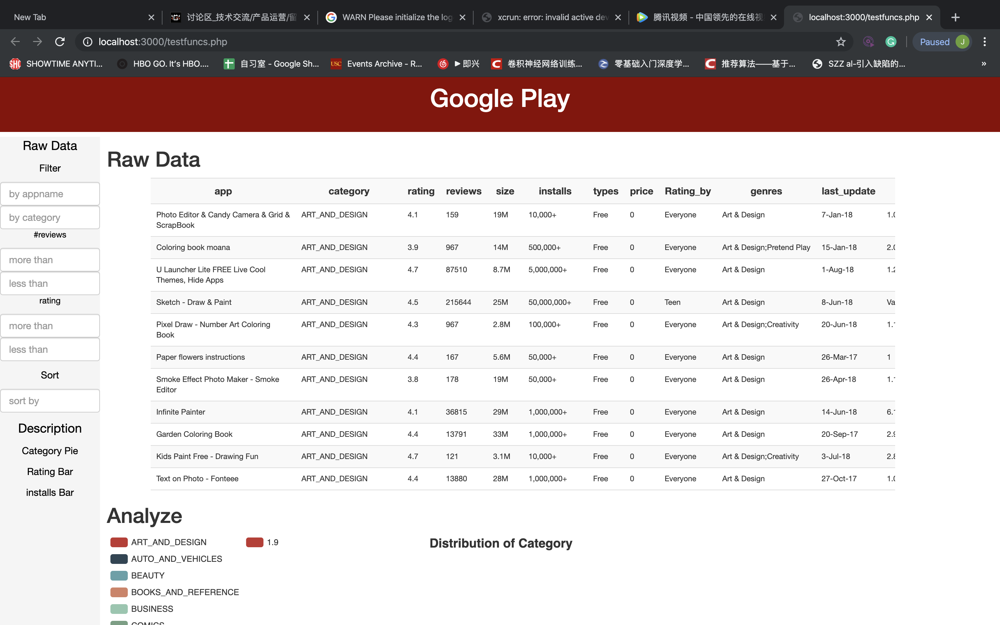 New Tab
讨论区_技术交流/产品运营/留
WARN Please initialize the log
xcrun: error: invalid active dev
腾讯视频 - 中国领先的在线视
localhost:3000/testfuncs.php
localhost:3000/testfuncs.php
Paused J
SHOWTIME ANYTI...
HBO GO. It's HBO....
自习室 - Google Sh...
USC Events Archive - R...
►即兴
卷积神经网络训练...
零基础入门深度学...
推荐算法——基于...
SZZ al-引入缺陷的...
»
Google Play
Raw Data
Filter
by appname
by category
#reviews
more than
less than
rating
more than
less than
Sort
sort by
Description
Category Pie
Rating Bar
installs Bar
Raw Data
app category rating reviews size installs types price Rating_by genres last_update
Photo Editor & Candy Camera & Grid & ScrapBook ART_AND_DESIGN 4.1 159 19M 10,000+ Free 0 Everyone Art & Design 7-Jan-18
Coloring book moana ART_AND_DESIGN 3.9 967 14M 500,000+ Free 0 Everyone Art & Design;Pretend Play 15-Jan-18
U Launcher Lite FREE Live Cool Themes, Hide Apps ART_AND_DESIGN 4.7 87510 8.7M 5,000,000+ Free 0 Everyone Art & Design 1-Aug-18
Sketch - Draw & Paint ART_AND_DESIGN 4.5 215644 25M 50,000,000+ Free 0 Teen Art & Design 8-Jun-18 Va
Pixel Draw - Number Art Coloring Book ART_AND_DESIGN 4.3 967 2.8M 100,000+ Free 0 Everyone Art & Design;Creativity 20-Jun-18
Paper flowers instructions ART_AND_DESIGN 4.4 167 5.6M 50,000+ Free 0 Everyone Art & Design 26-Mar-17 1
Smoke Effect Photo Maker - Smoke Editor ART_AND_DESIGN 3.8 178 19M 50,000+ Free 0 Everyone Art & Design 26-Apr-18
Infinite Painter ART_AND_DESIGN 4.1 36815 29M 1,000,000+ Free 0 Everyone Art & Design 14-Jun-18
Garden Coloring Book ART_AND_DESIGN 4.4 13791 33M 1,000,000+ Free 0 Everyone Art & Design 20-Sep-17
Kids Paint Free - Drawing Fun ART_AND_DESIGN 4.7 121 3.1M 10,000+ Free 0 Everyone Art & Design;Creativity 3-Jul-18
Text on Photo - Fonteee ART_AND_DESIGN 4.4 13880 28M 1,000,000+ Free 0 Everyone Art & Design 27-Oct-17
Analyze
Distribution of Category
ART_AND_DESIGN 1.9
AUTO_AND_VEHICLES
BEAUTY
BOOKS_AND_REFERENCE
BUSINESS
COMICS